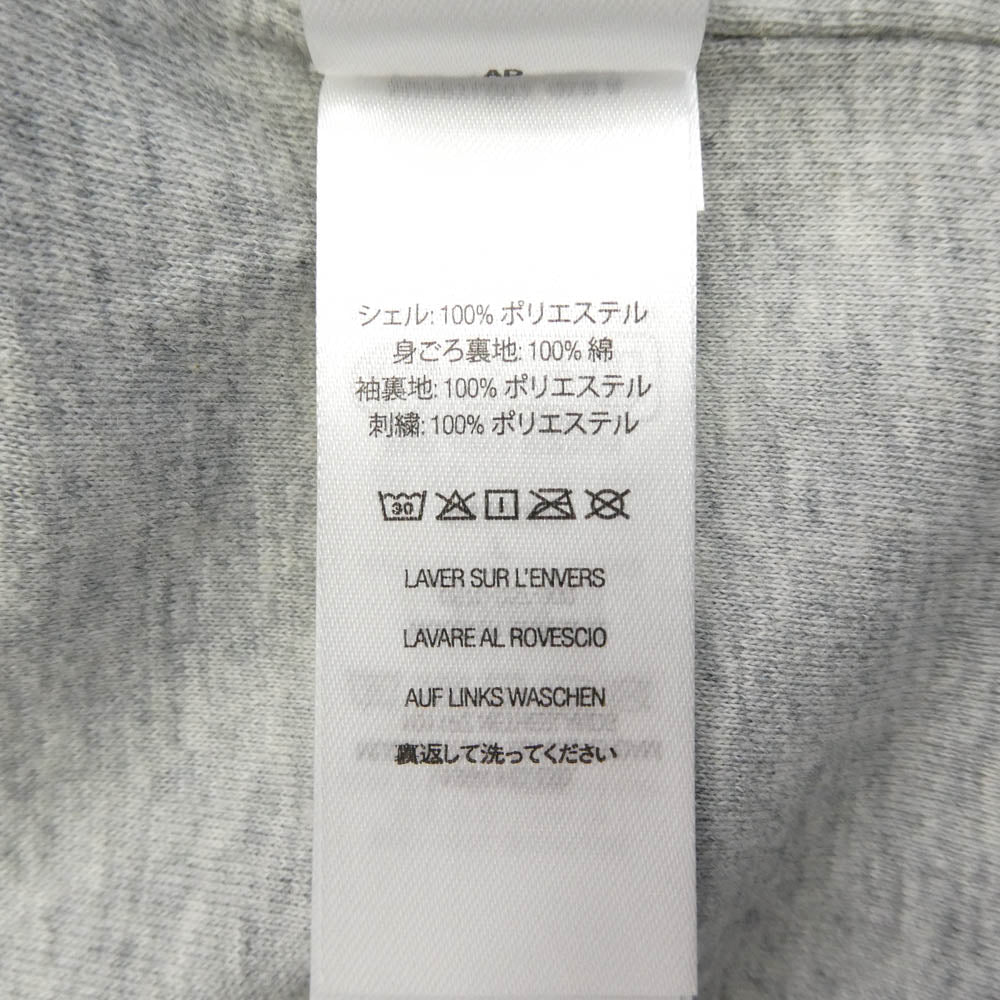 シェル: 100% ポリエステル
身ごろ裏地: 100% 綿
袖裏地: 100% ポリエステル
刺繍: 100% ポリエステル
30
LAVER SUR L'ENVERS
LAVARE AL ROVESCIO
AUF LINKS WASCHEN
裏返して洗ってください